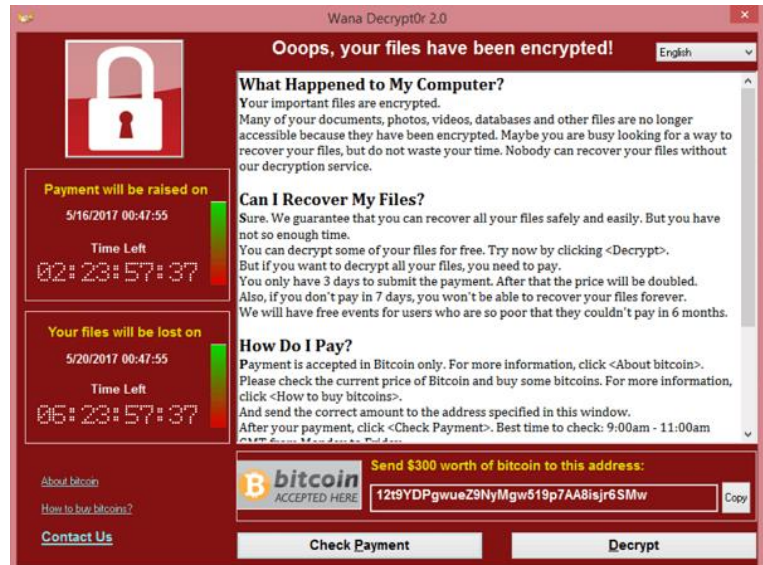 Wana Decrypt0r 2.0
Ooops, your files have been encrypted!
English
What Happened to My Computer?
Your important files are encrypted.
Many of your documents, photos, videos, databases and other files are no longer
accessible because they have been encrypted. Maybe you are busy looking for a way to
recover your files, but do not waste your time. Nobody can recover your files without
our decryption service.
Can I Recover My Files?
Sure. We guarantee that you can recover all your files safely and easily. But you have
not so enough time.
You can decrypt some of your files for free. Try now by clicking <Decrypt>.
But if you want to decrypt all your files, you need to pay.
You only have 3 days to submit the payment. After that the price will be doubled.
Also, if you don't pay in 7 days, you won't be able to recover your files forever.
We will have free events for users who are so poor that they couldn't pay in 6 months.
How Do I Pay?
Payment is accepted in Bitcoin only. For more information, click <About bitcoin>.
Please check the current price of Bitcoin and buy some bitcoins. For more information,
click <How to buy bitcoins>.
And send the correct amount to the address specified in this window.
After your payment, click <Check Payment>. Best time to check: 9:00am - 11:00am
GMT from Monday to Friday
Payment will be raised on
5/16/2017 00:47:55
Time Left
02:23:57:37
Your files will be lost on
5/20/2017 00:47:55
Time Left
06:23:57:37
About bitcoin
How to buy bitcoins?
Contact Us
bitcoin
ACCEPTED HERE
Send $300 worth of bitcoin to this address:
12t9YDPgwueZ9NyMgw519p7AA8isjr6SMw
Copy
Check Payment
Decrypt